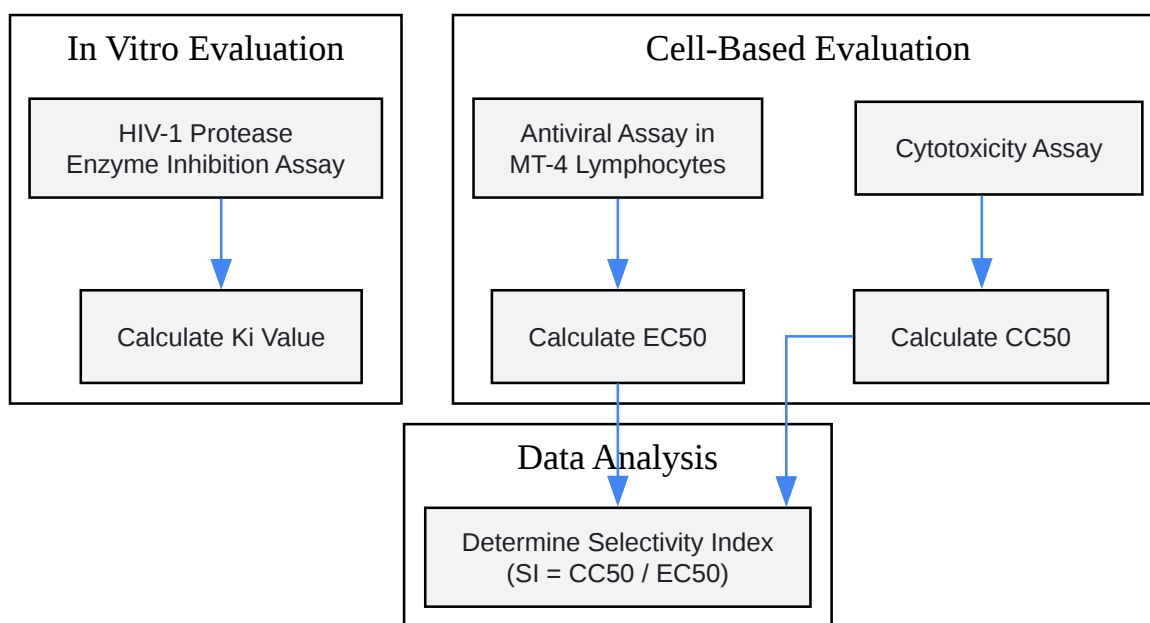 In Vitro Evaluation
HIV-1 Protease
Enzyme Inhibition Assay
Calculate Ki Value
Cell-Based Evaluation
Antiviral Assay in
MT-4 Lymphocytes
Cytotoxicity Assay
Calculate EC50
Calculate CC50
Data Analysis
Determine Selectivity Index
(SI = CC50 / EC50)